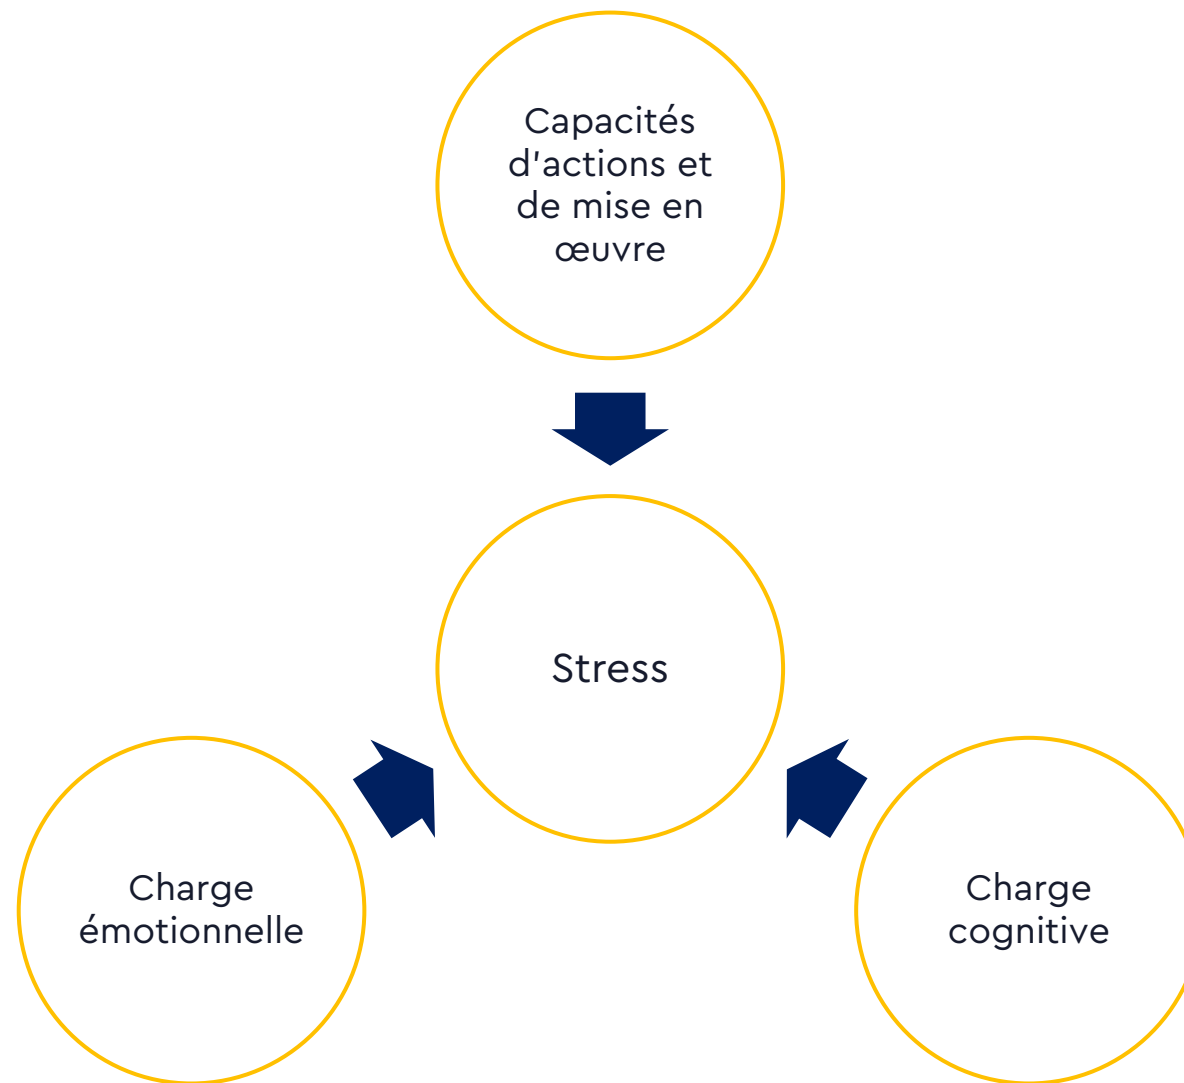 Capacités
d'actions et
de mise en
œuvre
Stress
Charge
émotionnelle
Charge
cognitive